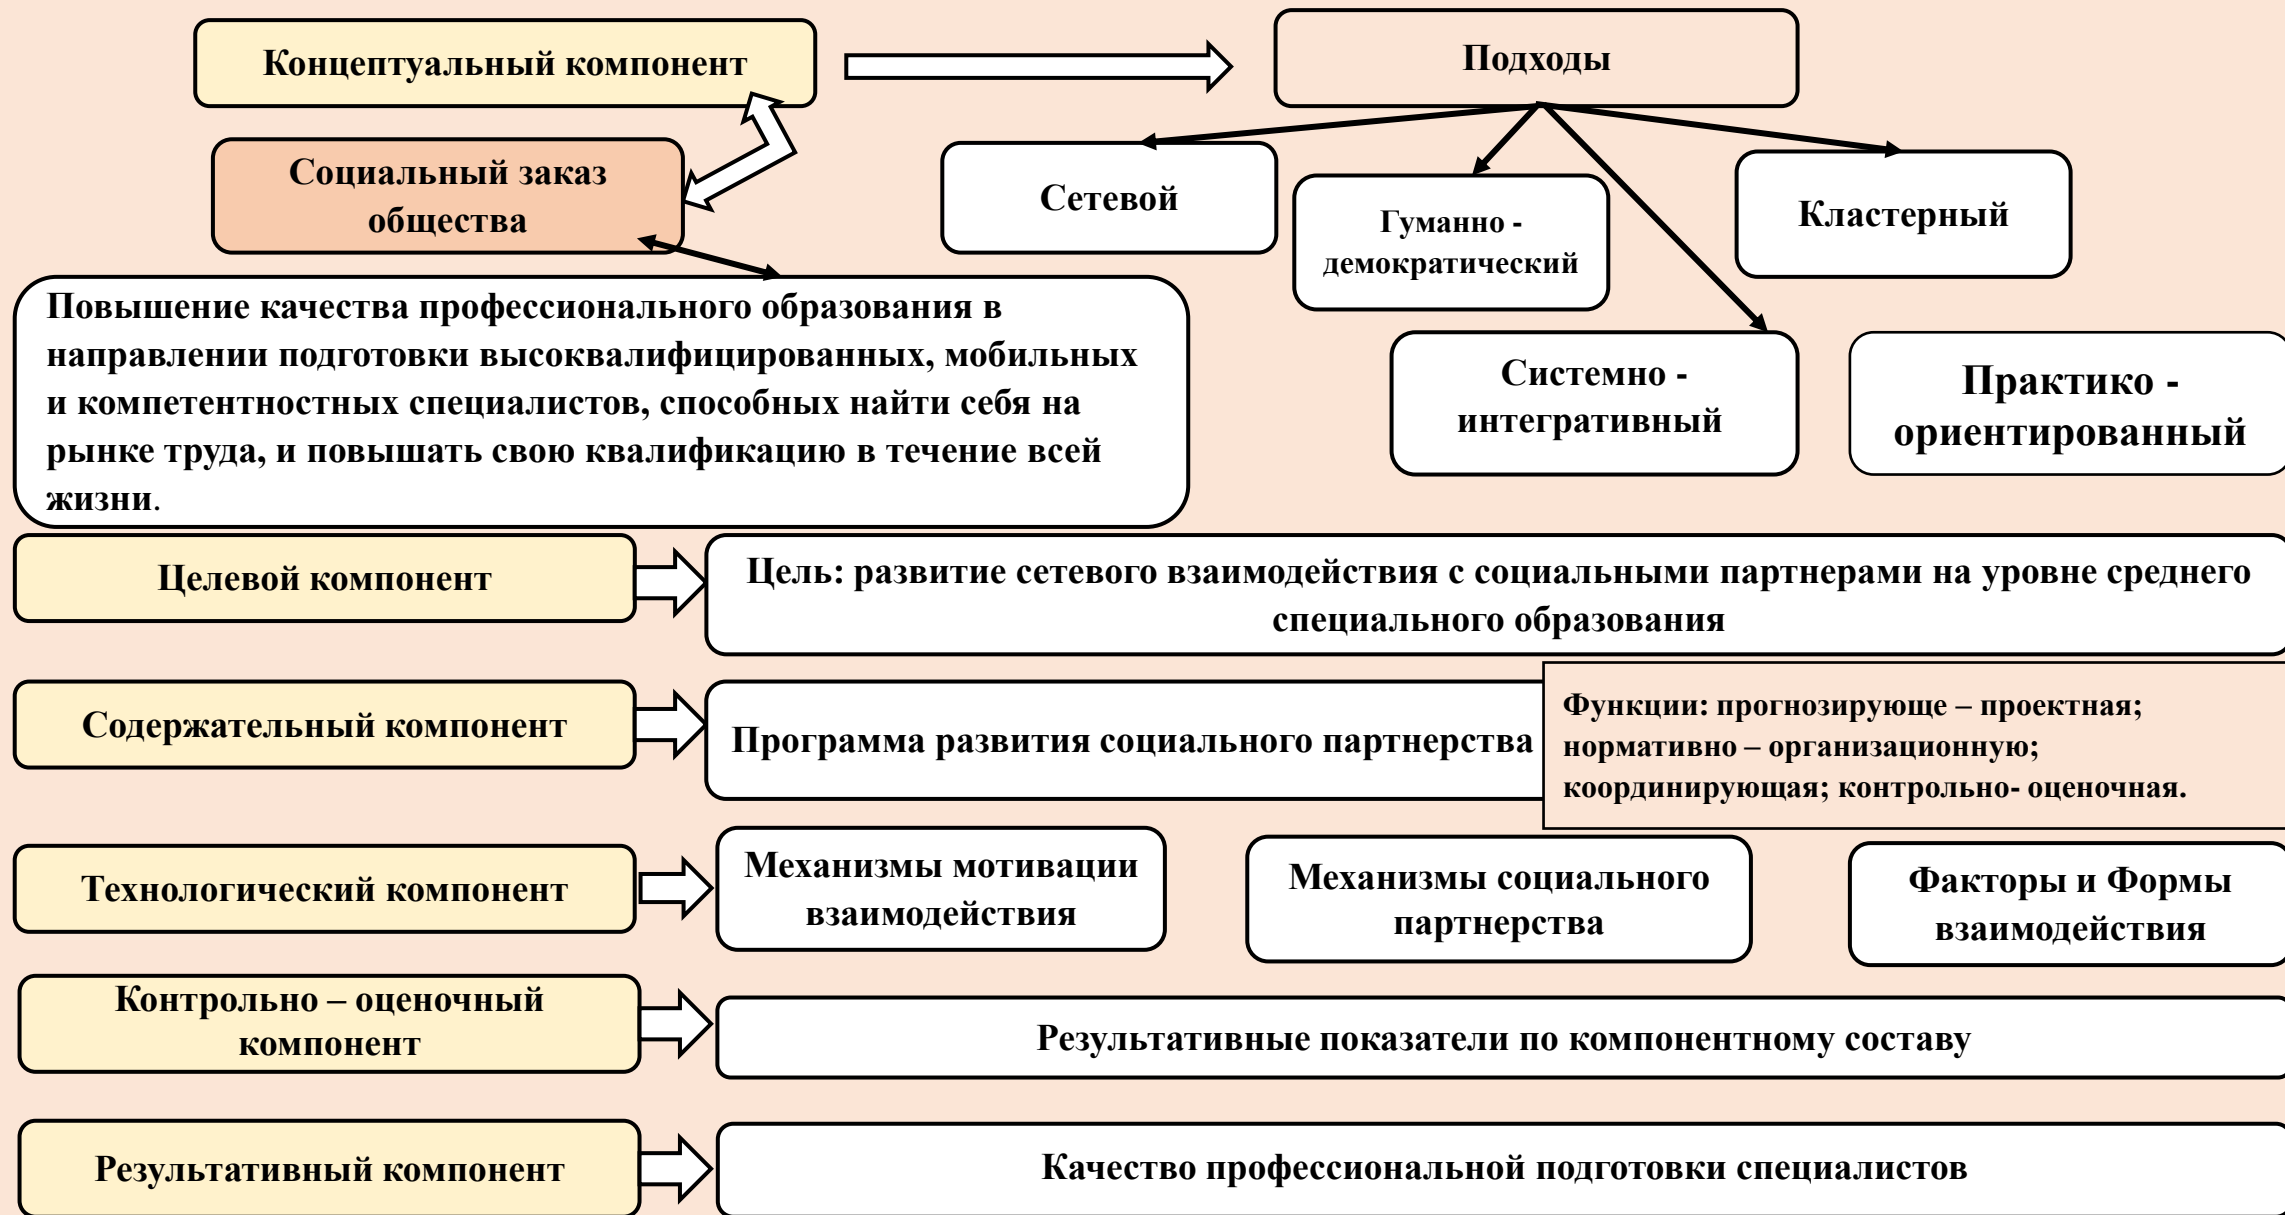 Концептуальный компонент
Подходы
Социальный заказ
общества
Сетевой
Гуманно -
демократический
Кластерный
Повышение качества профессионального образования в
направлении подготовки высоквалифицированных, мобильных
и компетентностных специалистов, способных найти себя на
рынке труда, и повышать свою квалификацию в течение всей
жизни.
Системно -
интегративный
Практико -
ориентированный
Целевой компонент
Цель: развитие сетевого взаимодействия с социальными партнерами на уровне среднего
специального образования
Содержательный компонент
Программа развития социального партнерства
Функции: прогнозирующе – проектная;
нормативно – организационную;
координирующая; контрольно- оценочная.
Технологический компонент
Механизмы мотивации
взаимодействия
Механизмы социального
партнерства
Факторы и Формы
взаимодействия
Контрольно – оценочный
компонент
Результативные показатели по компонентному составу
Результативный компонент
Качество профессиональной подготовки специалистов